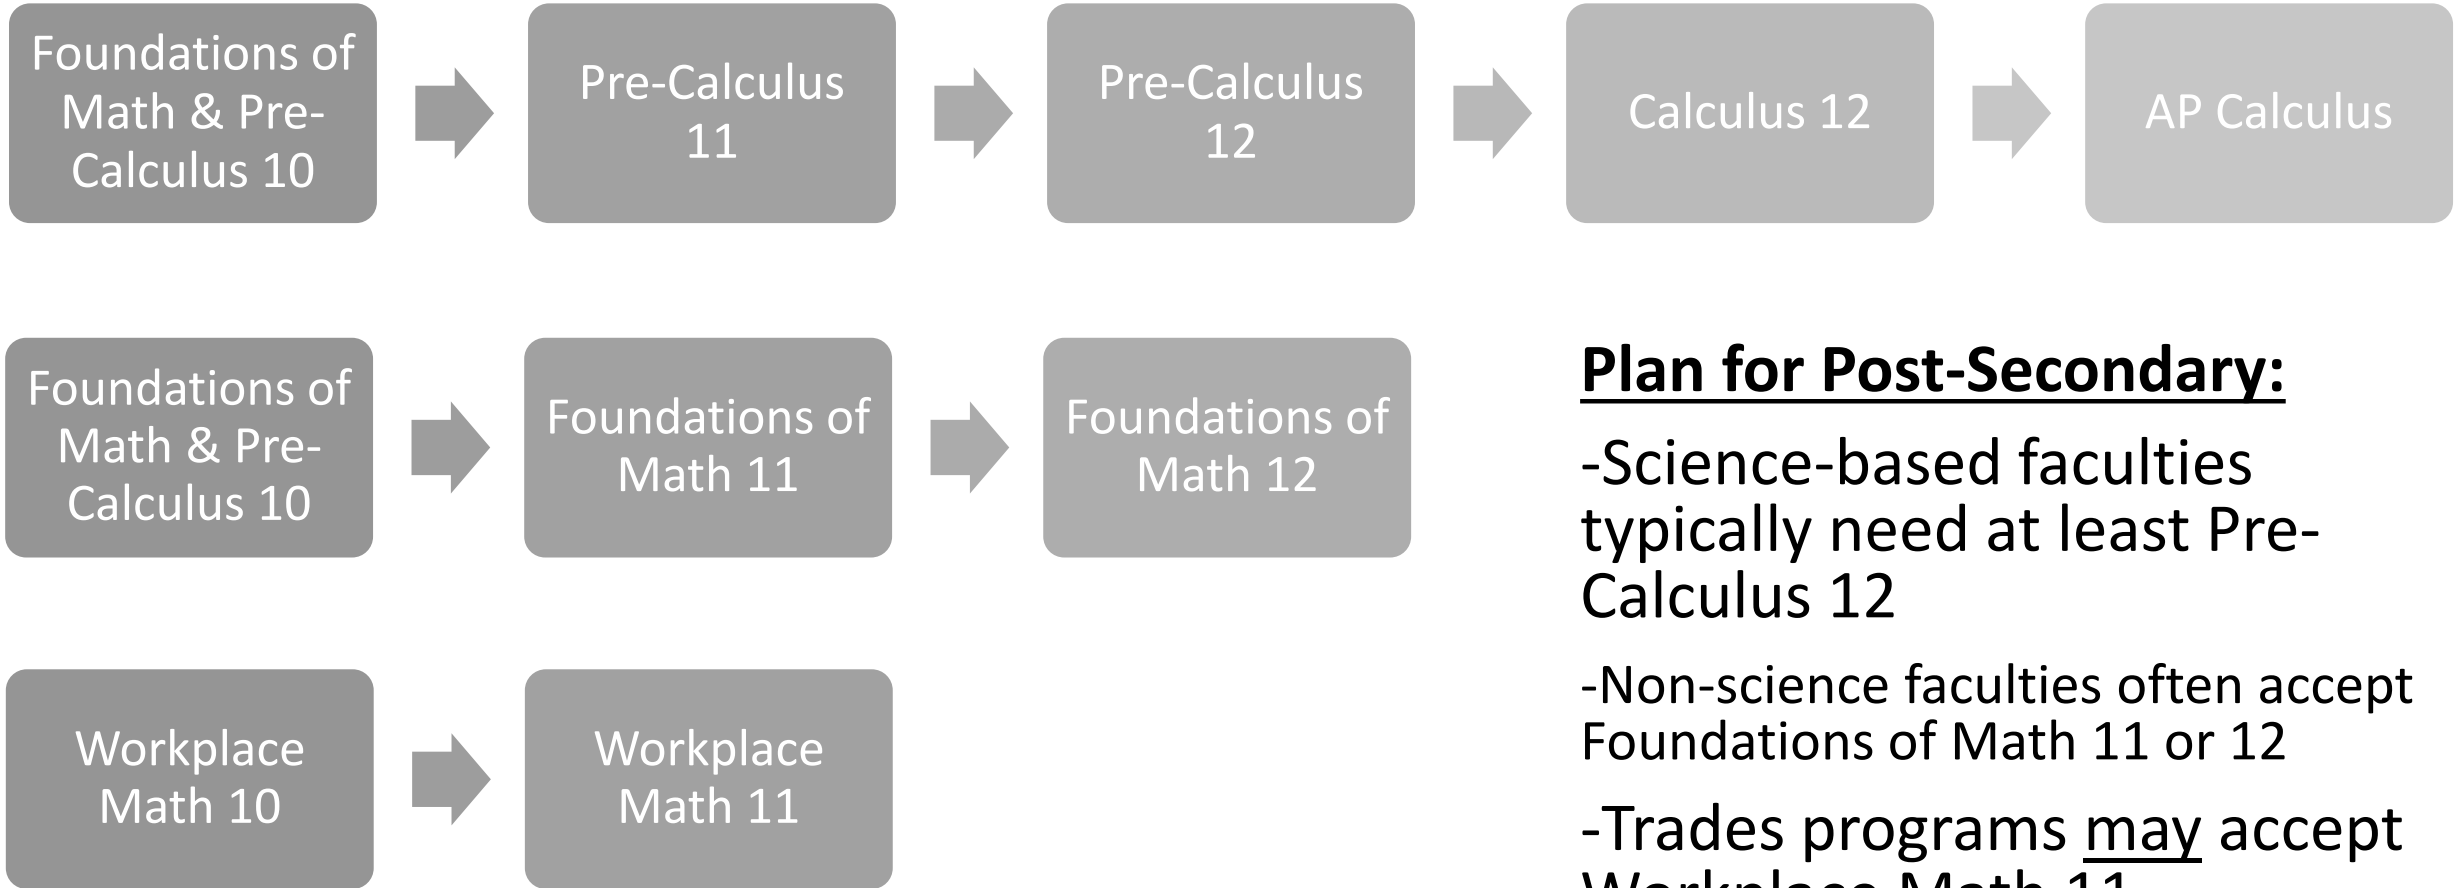 Foundations of
Math & Pre-
Calculus 10
Pre-Calculus
11
Pre-Calculus
12
Calculus 12
AP Calculus
Foundations of
Math & Pre-
Calculus 10
Foundations of
Math 11
Foundations of
Math 12
Workplace
Math 10
Workplace
Math 11
Plan for Post-Secondary:
-Science-based faculties
typically need at least Pre-
Calculus 12
-Non-science faculties often accept
Foundations of Math 11 or 12
-Trades programs may accept
Workplace Math 11